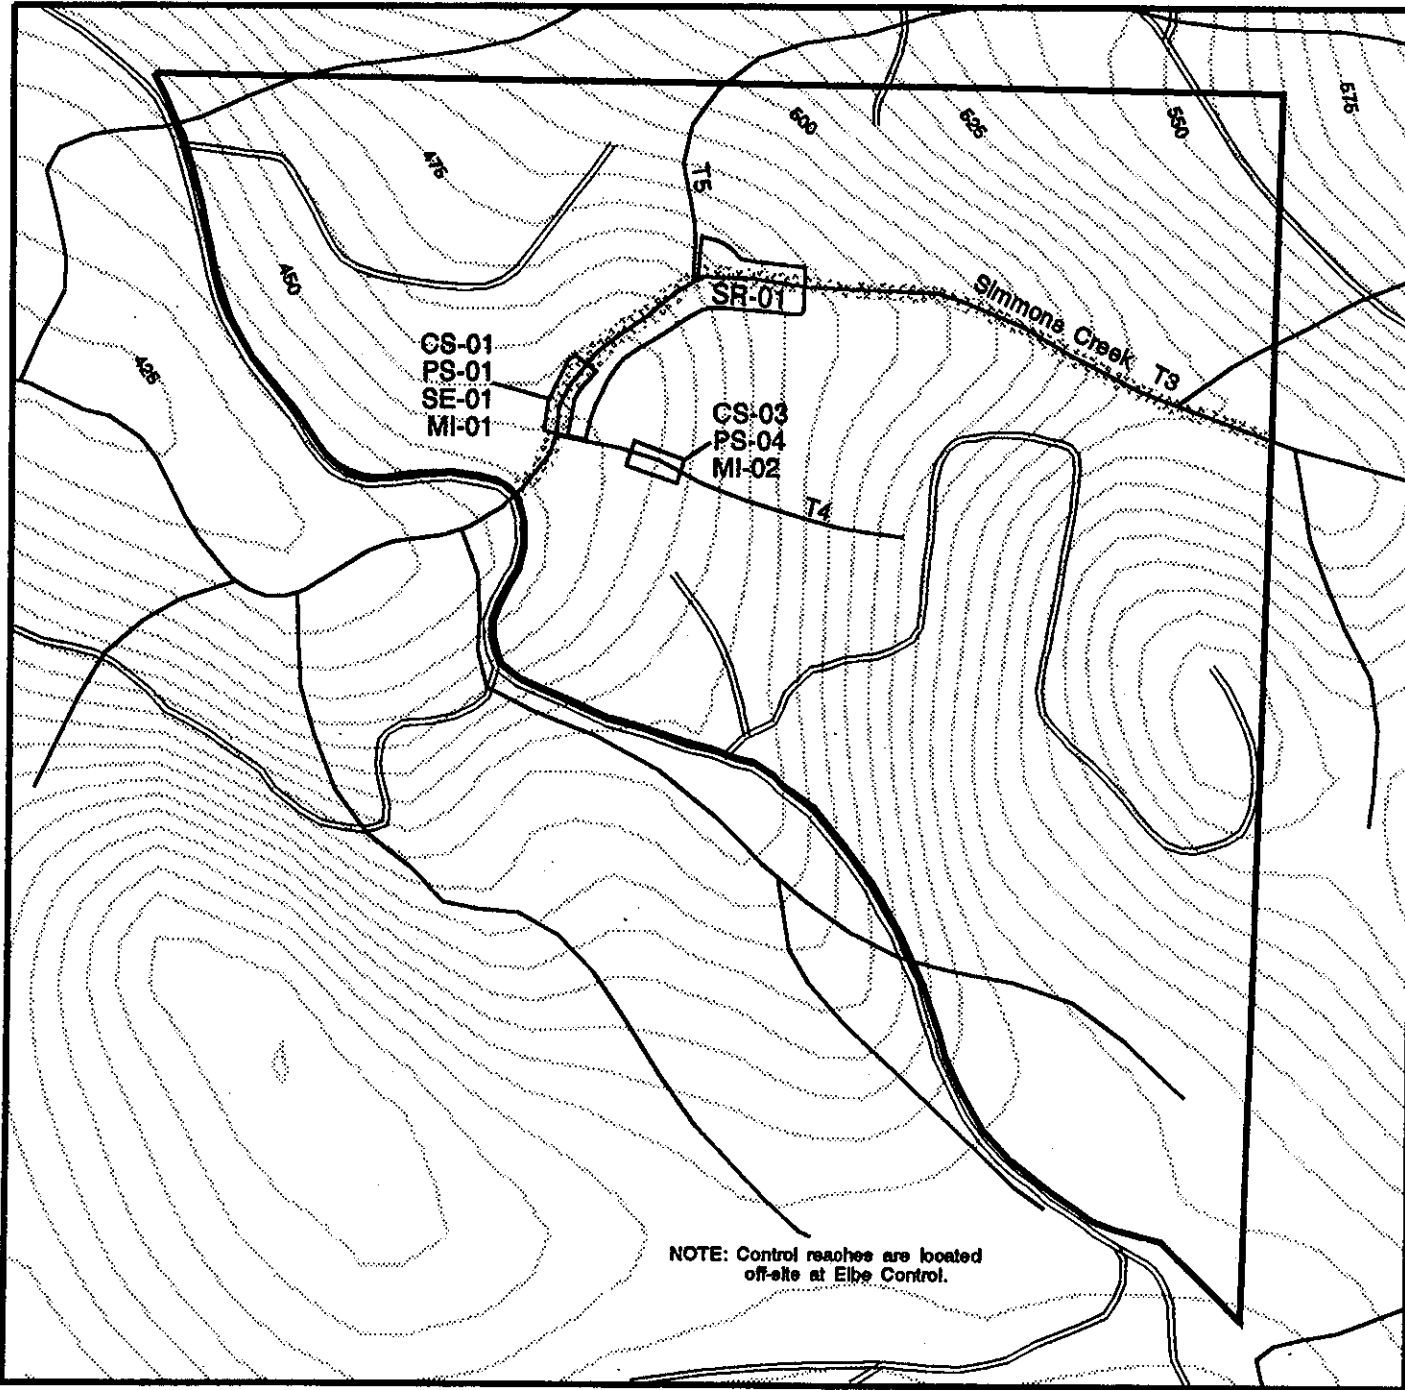 575
550
525
500
475
T5
450
SR-01
Simmons Creek T3
CS-01
PS-01
SE-01
MI-01
425
CS-03
PS-04
MI-02
T4
NOTE: Control reaches are located
off-site at Elbe Control.